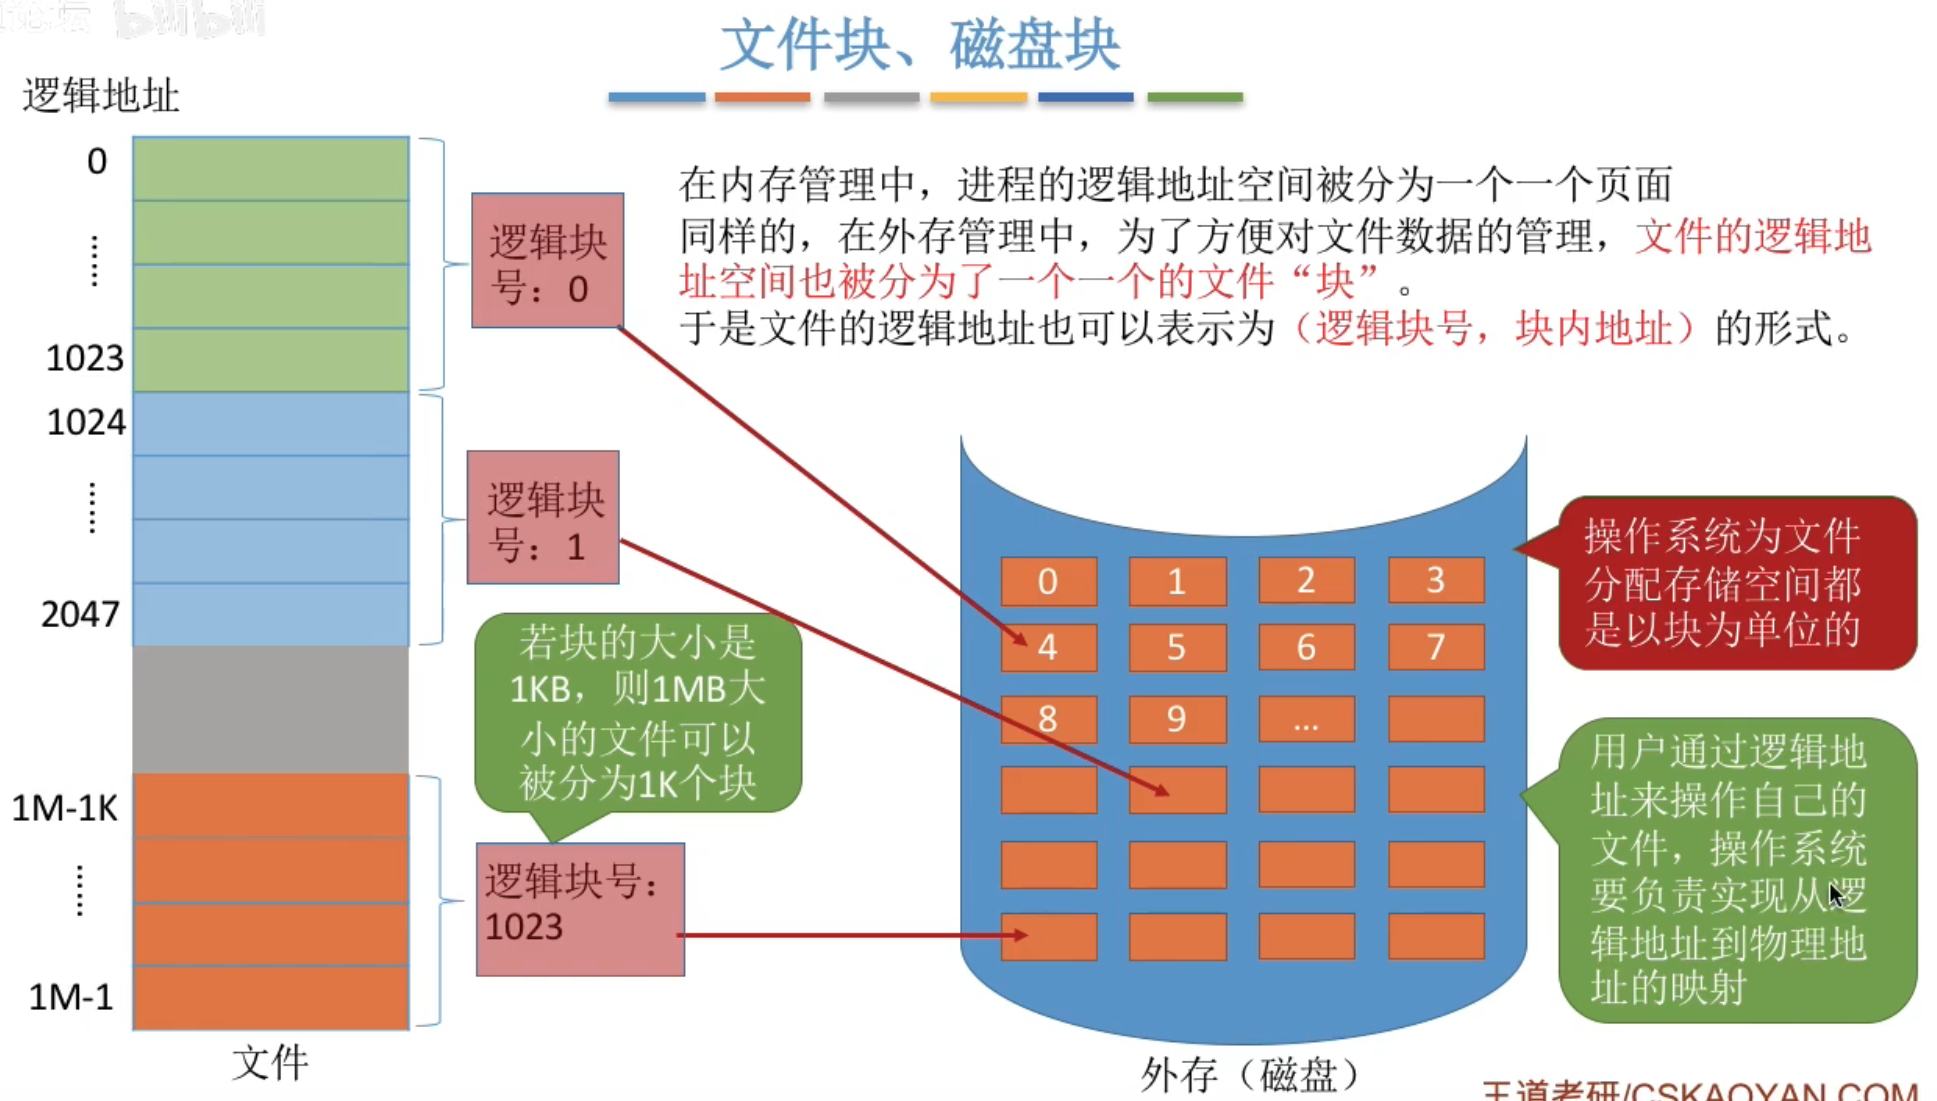 论坛 bilibili
文件块、磁盘块
逻辑地址
0
1023
1024
2047
1M-1K
1M-1
文件
逻辑块
号：0
逻辑块
号：1
若块的大小是
1KB，则1MB大
小的文件可以
被分为1K个块
逻辑块号：
1023
在内存管理中，进程的逻辑地址空间被分为一个一个页面
同样的，在外存管理中，为了方便对文件数据的管理，文件的逻辑地
址空间也被分为了一个一个的文件“块”。
于是文件的逻辑地址也可以表示为（逻辑块号，块内地址）的形式。
0 1 2 3
4 5 6 7
8 9 ...
外存（磁盘）
操作系统为文件
分配存储空间都
是以块为单位的
用户通过逻辑地
址来操作自己的
文件，操作系统
要负责实现从逻
辑地址到物理地
址的映射
王道考研/CSKAOYAN.COM